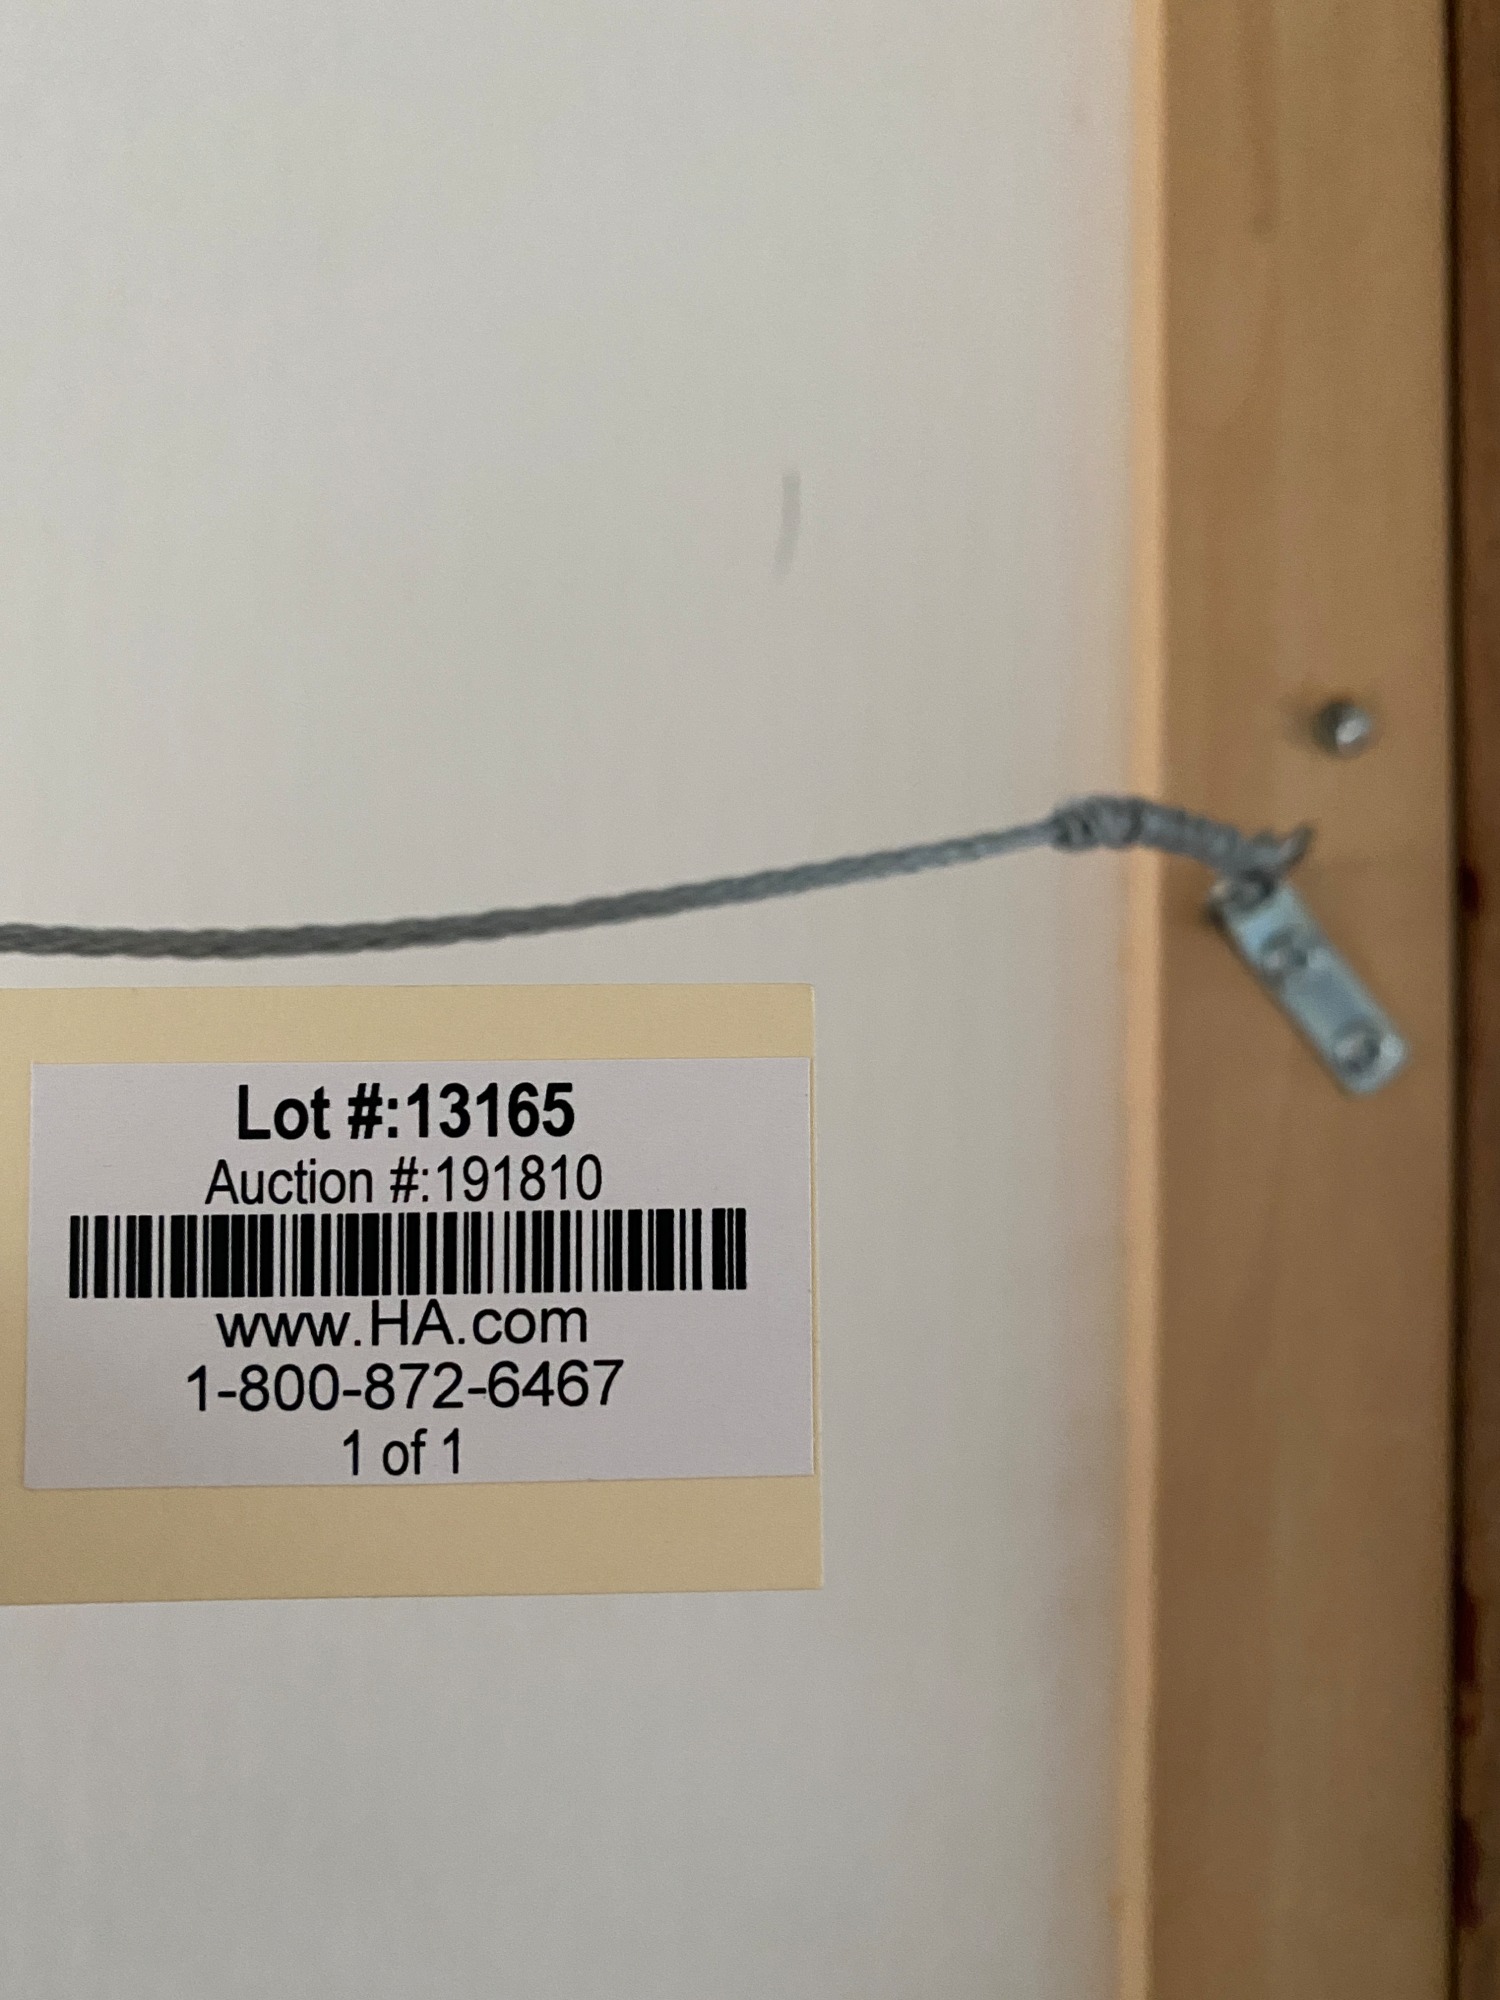 Lot #:13165
Auction #:191810
www.HA.com
1-800-872-6467
1 of 1